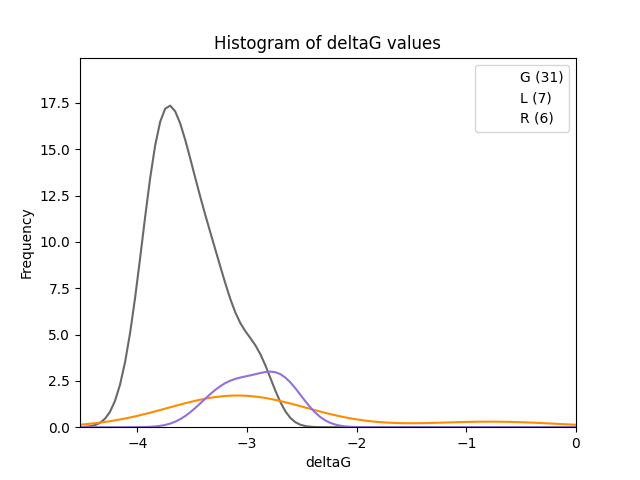 Histogram of deltaG values
G (31)
L (7)
R (6)
17.5
15.0
12.5
10.0
7.5
5.0
2.5
0.0
Frequency
−4
−3
−2
−1
0
deltaG